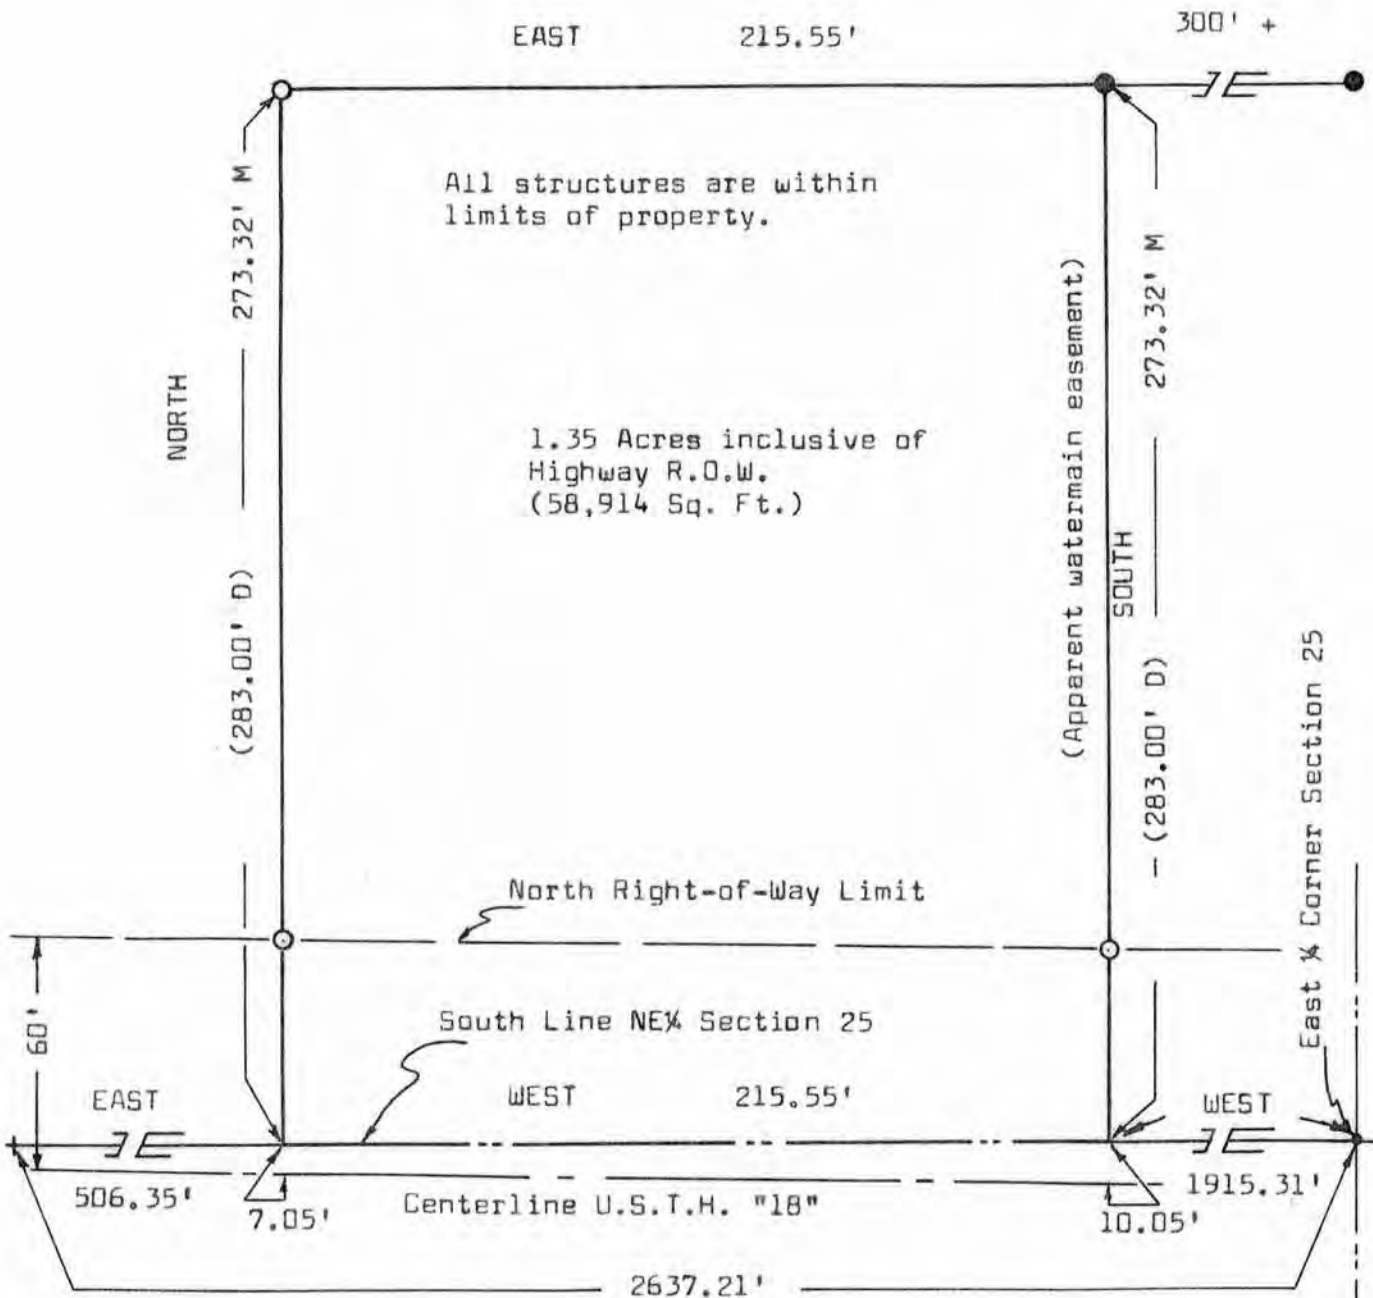 300' +
EAST 215.55'
All structures are within
limits of property.
NORTH
273.32' M
(283.00' D)
1.35 Acres inclusive of
Highway R.O.W.
(58,914 Sq. Ft.)
(Apparent watermain easement)
SOUTH
273.32' M
(283.00' D)
East ¼ Corner Section 25
North Right-of-Way Limit
60'
South Line NE¼ Section 25
EAST
WEST 215.55'
WEST
506.35'
7.05'
Centerline U.S.T.H. "18"
10.05'
1915.31'
2637.21'